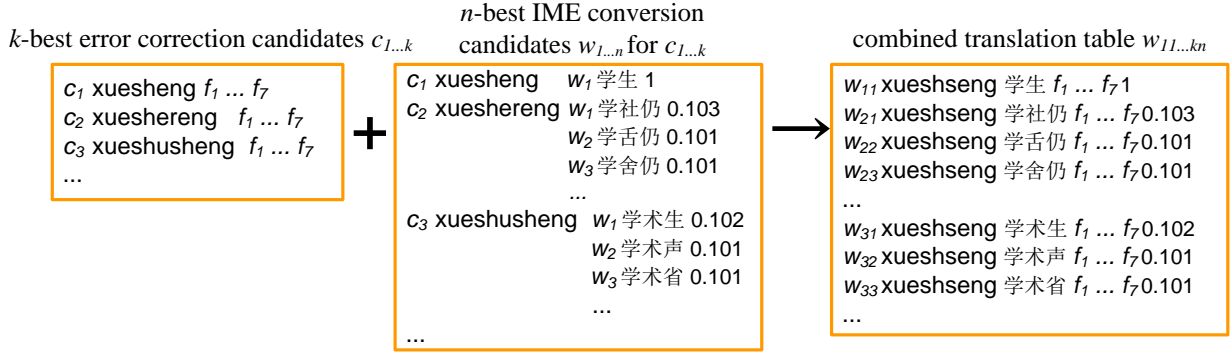 k-best error correction candidates c1...k
c1 xuesheng f1 ... f7
c2 xueshereng f1 ... f7
c3 xueshusheng f1 ... f7
...
+
n-best IME conversion
candidates w1...n for c1...k
c1 xuesheng w1 学生 1
c2 xueshereng w1 学社仍 0.103
w2 学舌仍 0.101
w3 学舍仍 0.101
...
c3 xueshusheng w1 学术生 0.102
w2 学术声 0.101
w3 学术省 0.101
...
...
combined translation table w11...kn
w11 xueshseng 学生 f1 ... f7 1
w21 xueshseng 学社仍 f1 ... f7 0.103
w22 xueshseng 学舌仍 f1 ... f7 0.101
w23 xueshseng 学舍仍 f1 ... f7 0.101
...
w31 xueshseng 学术生 f1 ... f7 0.102
w32 xueshseng 学术声 f1 ... f7 0.101
w33 xueshseng 学术省 f1 ... f7 0.101
...